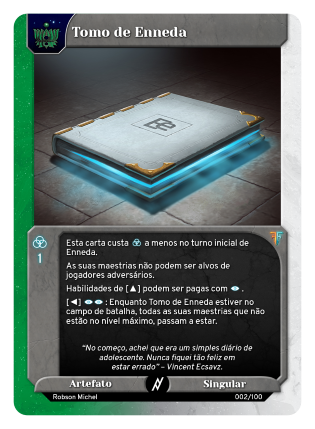 Tomo de Enneda
Esta carta custa a menos no turno inicial de
Enneda.
1
As suas maestrias não podem ser alvos de
jogadores adversários.
Habilidades de [▲] podem ser pagas com .
[◄] : Enquanto Tomo de Enneda estiver no
campo de batalha, todas as suas maestrias que não
estão no nível máximo, passam a estar.
“No começo, achei que era um simples diário de
adolescente. Nunca fiquei tão feliz em
estar errado” – Vincent Ecsavz.
Artefato Singular
Robson Michel 002/100